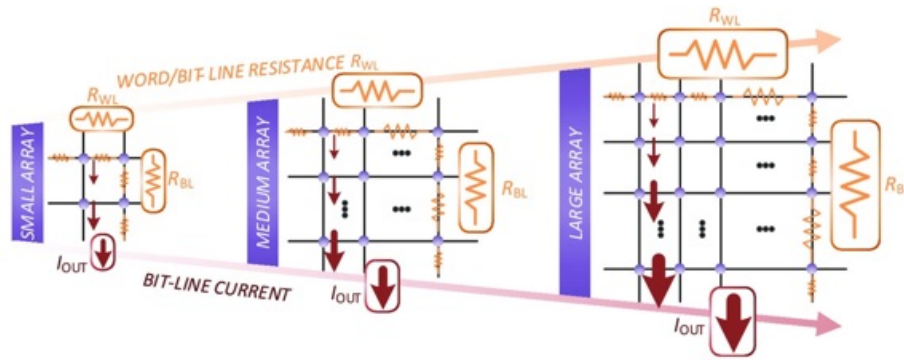 WORD/BIT-LINE RESISTANCE R_WL
SMALL ARRAY
R_WL
R_BL
I_OUT
BIT-LINE CURRENT
MEDIUM ARRAY
R_WL
R_BL
I_OUT
LARGE ARRAY
R_WL
R_B
I_OUT